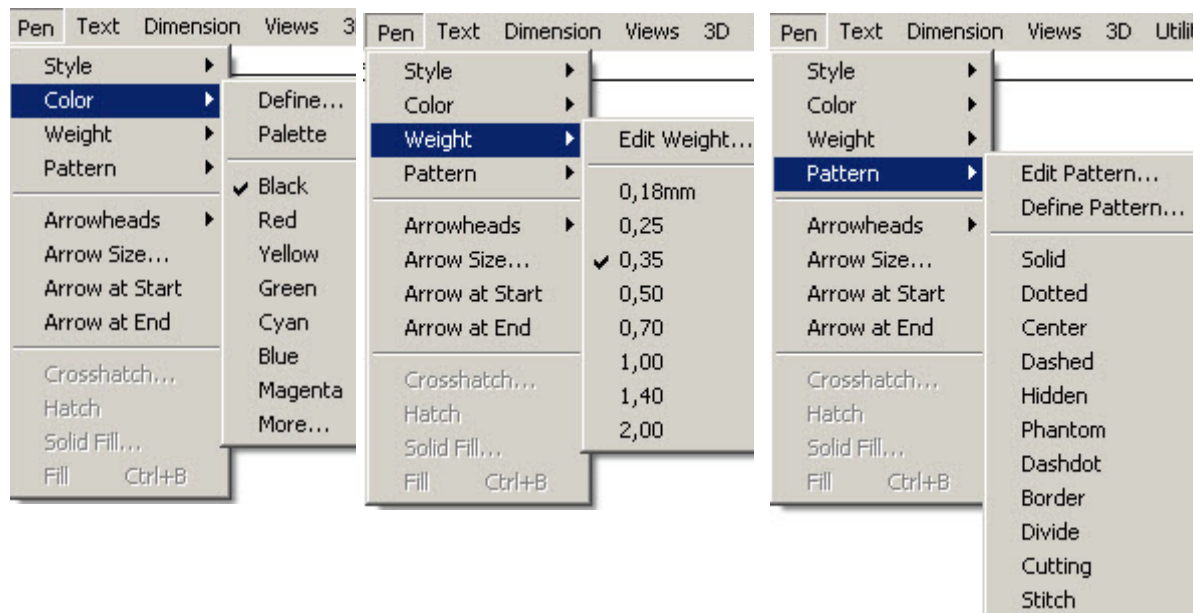 Pen Text Dimension Views 3
Style
Color
Weight
Pattern
Arrowheads
Arrow Size...
Arrow at Start
Arrow at End
Crosshatch...
Hatch
Solid Fill...
Fill Ctrl+B
Define...
Palette
Black
Red
Yellow
Green
Cyan
Blue
Magenta
More...
Pen Text Dimension Views 3D
Style
Color
Weight
Pattern
Arrowheads
Arrow Size...
Arrow at Start
Arrow at End
Crosshatch...
Hatch
Solid Fill...
Fill Ctrl+B
Edit Weight...
0,18mm
0,25
0,35
0,50
0,70
1,00
1,40
2,00
Pen Text Dimension Views 3D Utilit
Style
Color
Weight
Pattern
Arrowheads
Arrow Size...
Arrow at Start
Arrow at End
Crosshatch...
Hatch
Solid Fill...
Fill Ctrl+B
Edit Pattern...
Define Pattern...
Solid
Dotted
Center
Dashed
Hidden
Phantom
Dashdot
Border
Divide
Cutting
Stitch